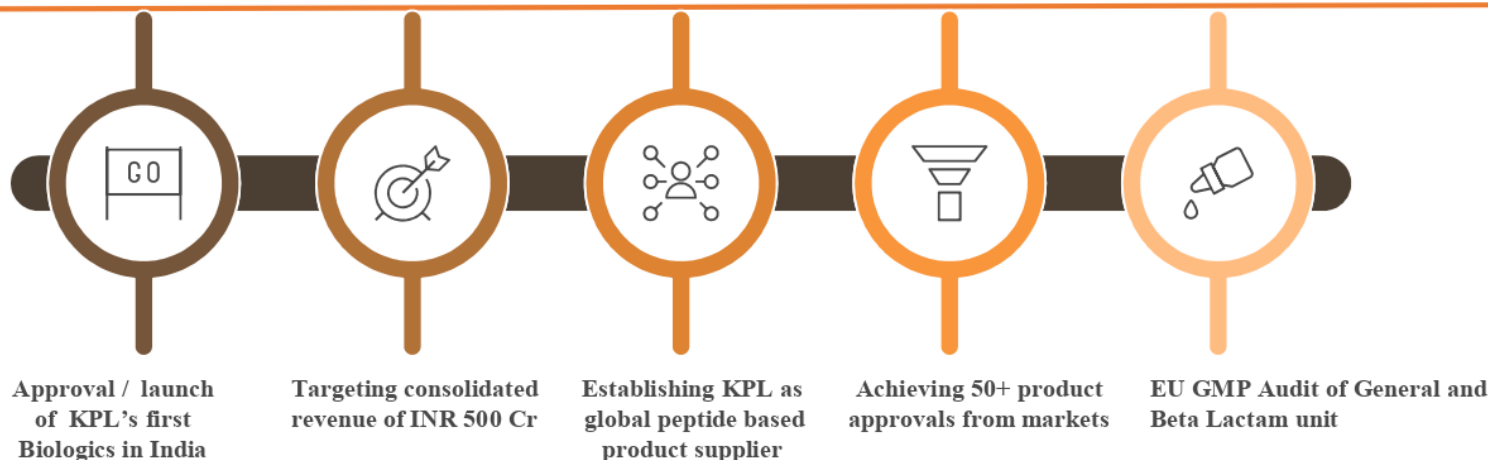 GO
Approval / launch
of KPL's first
Biologics in India
Targeting consolidated
revenue of INR 500 Cr
Establishing KPL as
global peptide based
product supplier
Achieving 50+ product
approvals from markets
EU GMP Audit of General and
Beta Lactam unit